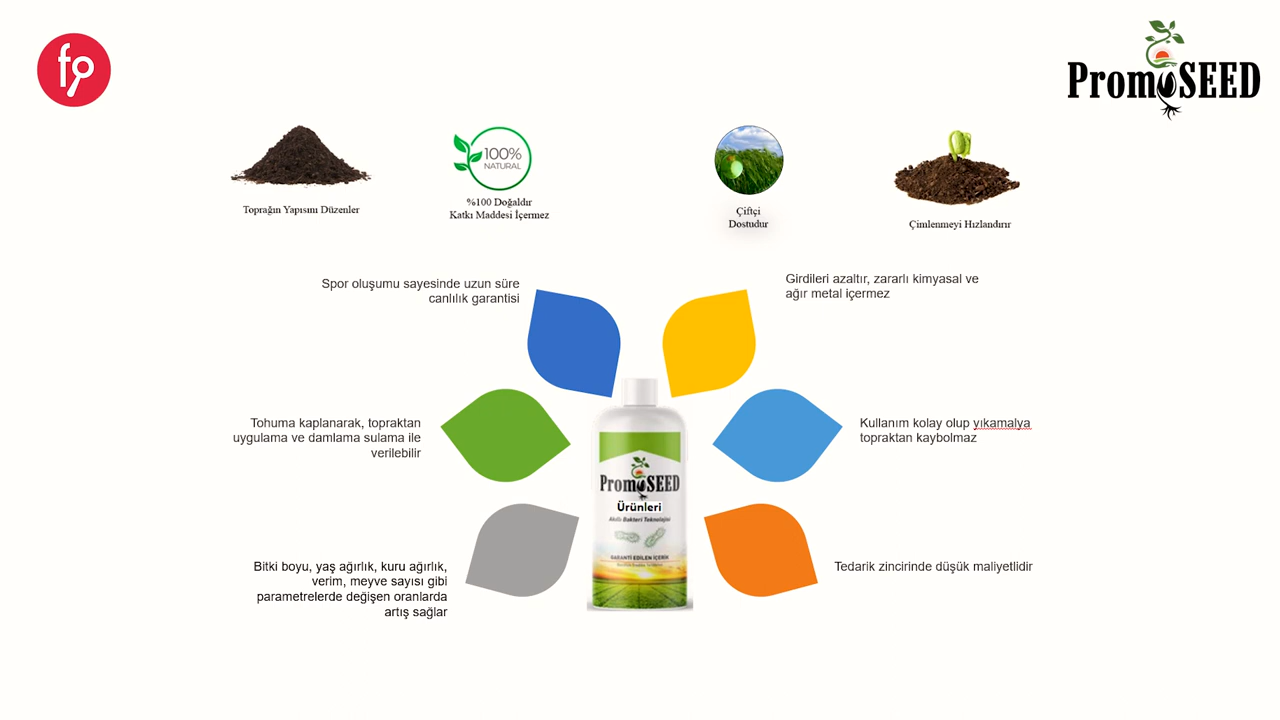 fp
PromoSEED
100%
NATURAL
Toprağın Yapısını Düzenler
%100 Doğaldır
Katkı Maddesi İçermez
Çiftçi
Dostudur
Çimlenmeyi Hızlandırır
Spor oluşumu sayesinde uzun süre
canlılık garantisi
Girdileri azaltır, zararlı kimyasal ve
ağır metal içermez
Tohuma kaplanarak, topraktan
uygulama ve damlama sulama ile
verilebilir
Kullanım kolay olup yıkamalya
topraktan kaybolmaz
PromoSEED
Ürünleri
Akıllı Bakteri Teknolojisi
GARANTİ EDİLEN İÇERİK
Bitki boyu, yaş ağırlık, kuru ağırlık,
verim, meyve sayısı gibi
parametrelerde değişen oranlarda
artış sağlar
Tedarik zincirinde düşük maliyetlidir